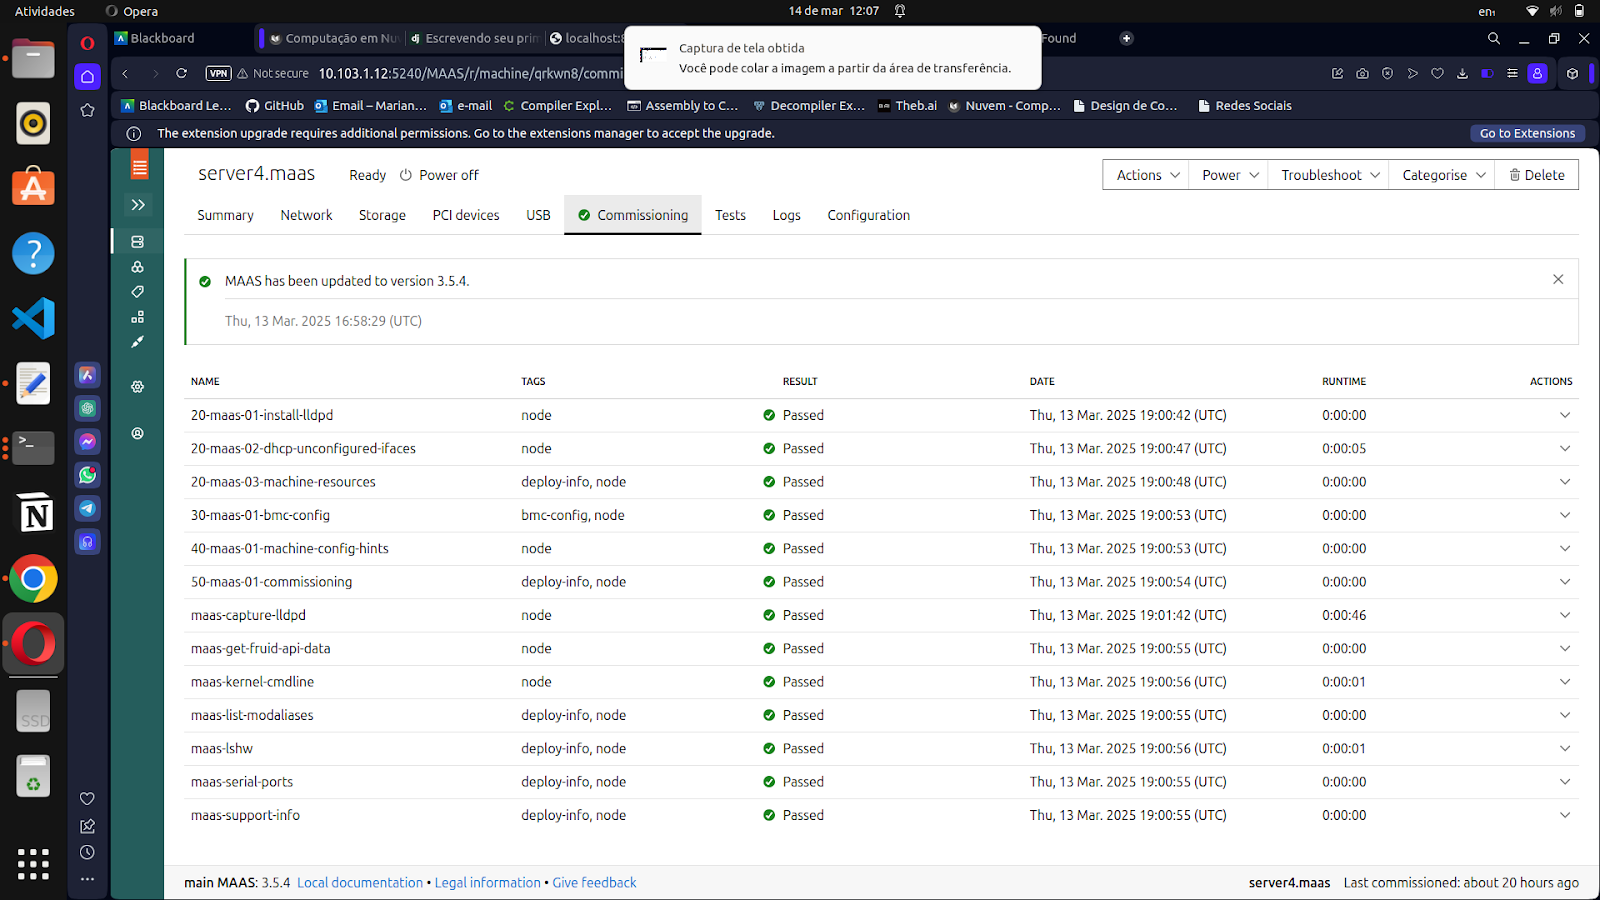 Atividades
Opera
14 de mar 12:07
en₁
Blackboard
Computação em Nuv
Escrevendo seu prim
localhost:8
Found
Captura de tela obtida
Você pode colar a imagem a partir da área de transferência.
VPN
Not secure
10.103.1.12:5240/MAAS/r/machine/qrkwn8/commi
Blackboard Le...
GitHub
Email – Marian...
e-mail
Compiler Expl...
Assembly to C...
Decompiler Ex...
Theb.ai
Nuvem - Comp...
Design de Co...
Redes Sociais
The extension upgrade requires additional permissions. Go to the extensions manager to accept the upgrade.
Go to Extensions
server4.maas
Ready
Power off
Actions
Power
Troubleshoot
Categorise
Delete
Summary
Network
Storage
PCI devices
USB
Commissioning
Tests
Logs
Configuration
MAAS has been updated to version 3.5.4.
Thu, 13 Mar. 2025 16:58:29 (UTC)
NAME TAGS RESULT DATE RUNTIME ACTIONS
20-maas-01-install-lldpd node Passed Thu, 13 Mar. 2025 19:00:42 (UTC) 0:00:00
20-maas-02-dhcp-unconfigured-ifaces node Passed Thu, 13 Mar. 2025 19:00:47 (UTC) 0:00:05
20-maas-03-machine-resources deploy-info, node Passed Thu, 13 Mar. 2025 19:00:48 (UTC) 0:00:00
30-maas-01-bmc-config bmc-config, node Passed Thu, 13 Mar. 2025 19:00:53 (UTC) 0:00:00
40-maas-01-machine-config-hints node Passed Thu, 13 Mar. 2025 19:00:53 (UTC) 0:00:00
50-maas-01-commissioning deploy-info, node Passed Thu, 13 Mar. 2025 19:00:54 (UTC) 0:00:00
maas-capture-lldpd node Passed Thu, 13 Mar. 2025 19:01:42 (UTC) 0:00:46
maas-get-fruid-api-data node Passed Thu, 13 Mar. 2025 19:00:55 (UTC) 0:00:00
maas-kernel-cmdline node Passed Thu, 13 Mar. 2025 19:00:56 (UTC) 0:00:01
maas-list-modaliases deploy-info, node Passed Thu, 13 Mar. 2025 19:00:55 (UTC) 0:00:00
maas-lshw deploy-info, node Passed Thu, 13 Mar. 2025 19:00:56 (UTC) 0:00:01
maas-serial-ports deploy-info, node Passed Thu, 13 Mar. 2025 19:00:55 (UTC) 0:00:00
maas-support-info deploy-info, node Passed Thu, 13 Mar. 2025 19:00:55 (UTC) 0:00:00
SSD
main MAAS: 3.5.4 Local documentation • Legal information • Give feedback
server4.maas Last commissioned: about 20 hours ago